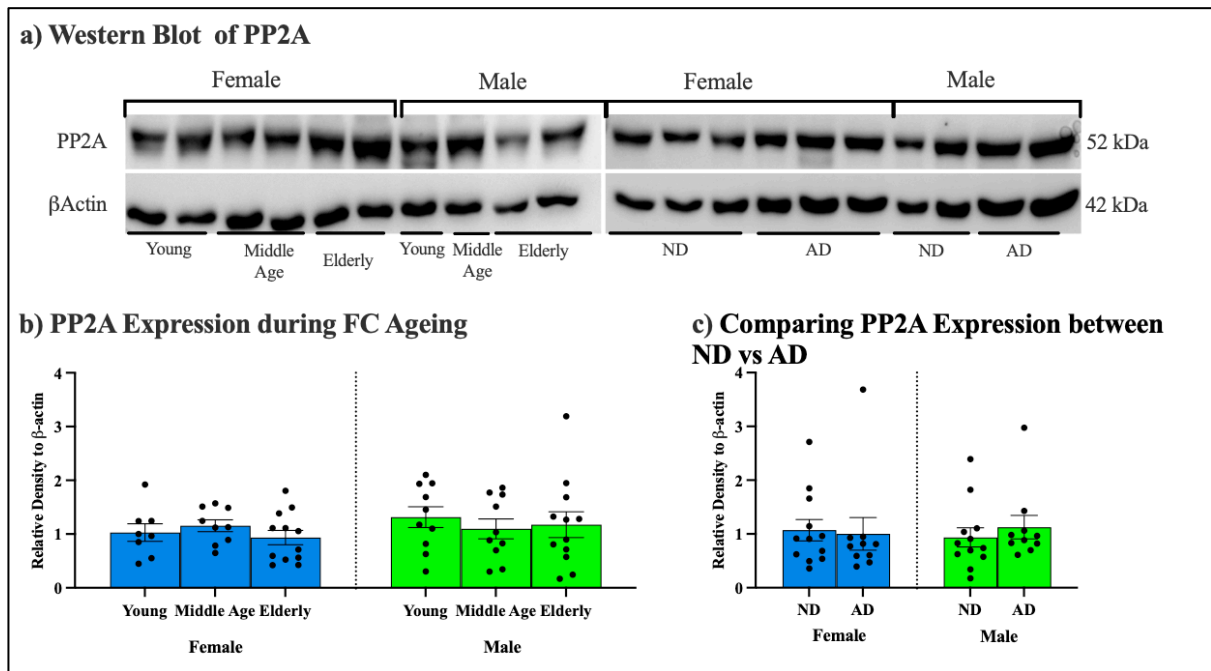 a) Western Blot of PP2A
Female Male Female Male
PP2A
52 kDa
βActin
42 kDa
Young Middle Age Elderly Young Middle Age Elderly ND AD ND AD
b) PP2A Expression during FC Ageing
Relative Density to β-actin
4
3
2
1
0
Young Middle Age Elderly Young Middle Age Elderly
Female Male
c) Comparing PP2A Expression between
ND vs AD
Relative Density to β-actin
4
3
2
1
0
ND AD ND AD
Female Male